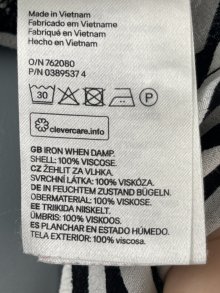 Made in Vietnam
Fabricado em Vietname
Fabriqué en Vietnam
Hecho en Vietnam
O/N 762080
P/N 0389537 4
30 P
clevercare.info
GB IRON WHEN DAMP.
SHELL: 100% VISCOSE.
CZ ŽEHLIT ZA VLHKA.
SVRCHNÍ LÁTKA: 100% VISKÓZA.
DE IN FEUCHTEM ZUSTAND BÜGELN.
OBERMATERIAL: 100% VISKOSE.
EE TRIIKIDA NIISKELT.
ÜMBRIS: 100% VISKOOS.
ES PLANCHAR EN ESTADO HÚMEDO.
TELA EXTERIOR: 100% viscosa.